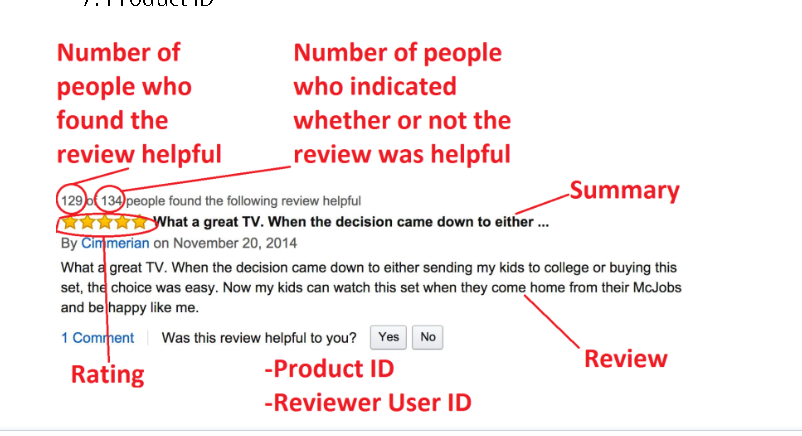 7. Product ID
Number of people who found the review helpful
Number of people who indicated whether or not the review was helpful
129 of 134 people found the following review helpful
Summary
What a great TV. When the decision came down to either ...
By Cimmerian on November 20, 2014
What a great TV. When the decision came down to either sending my kids to college or buying this
set, the choice was easy. Now my kids can watch this set when they come home from their McJobs
and be happy like me.
1 Comment Was this review helpful to you? Yes No
Rating
Review
-Product ID
-Reviewer User ID